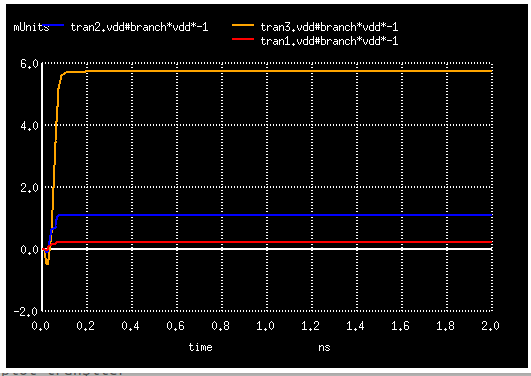 mUnits tran2.vdd#branch*vdd*-1 tran3.vdd#branch*vdd*-1
tran1.vdd#branch*vdd*-1
6.0
4.0
2.0
0.0
-2.0
0.0 0.2 0.4 0.6 0.8 1.0 1.2 1.4 1.6 1.8 2.0
time ns